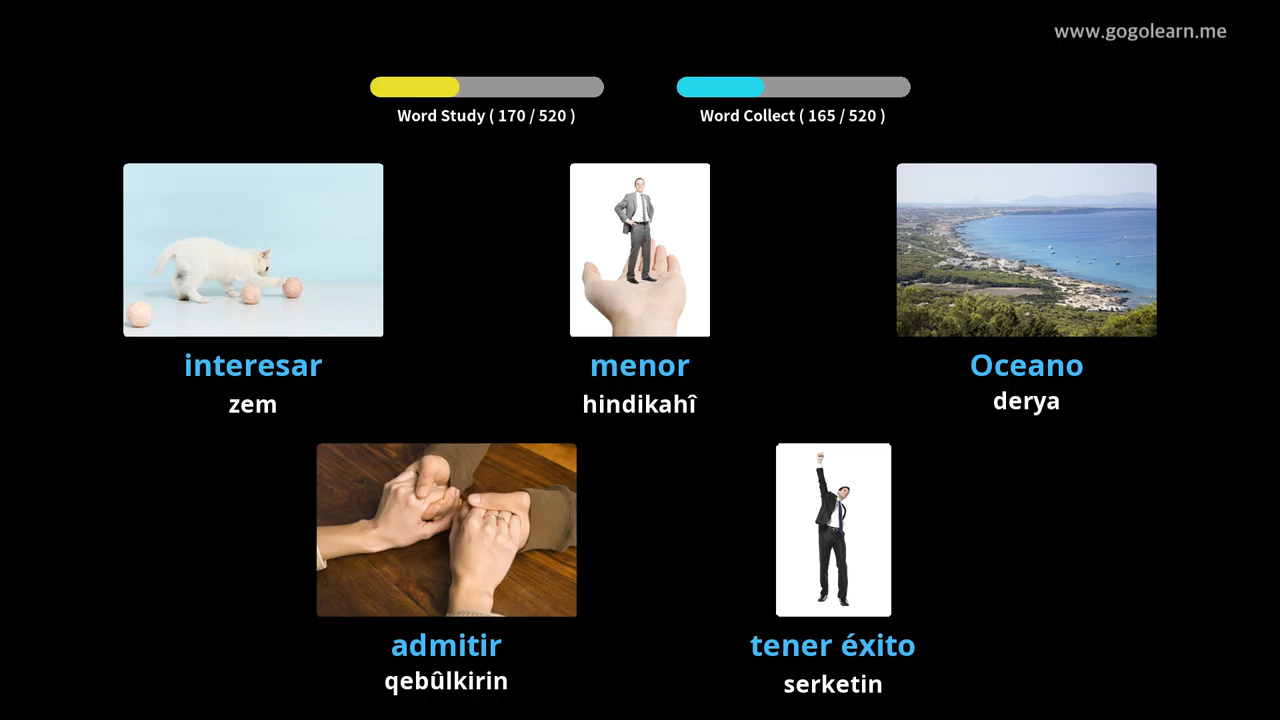 www.gogolearn.me
Word Study ( 170 / 520 )
Word Collect ( 165 / 520 )
interesar
zem
menor
hindikahî
Oceano
derya
admitir
qebûlkirin
tener éxito
serketin